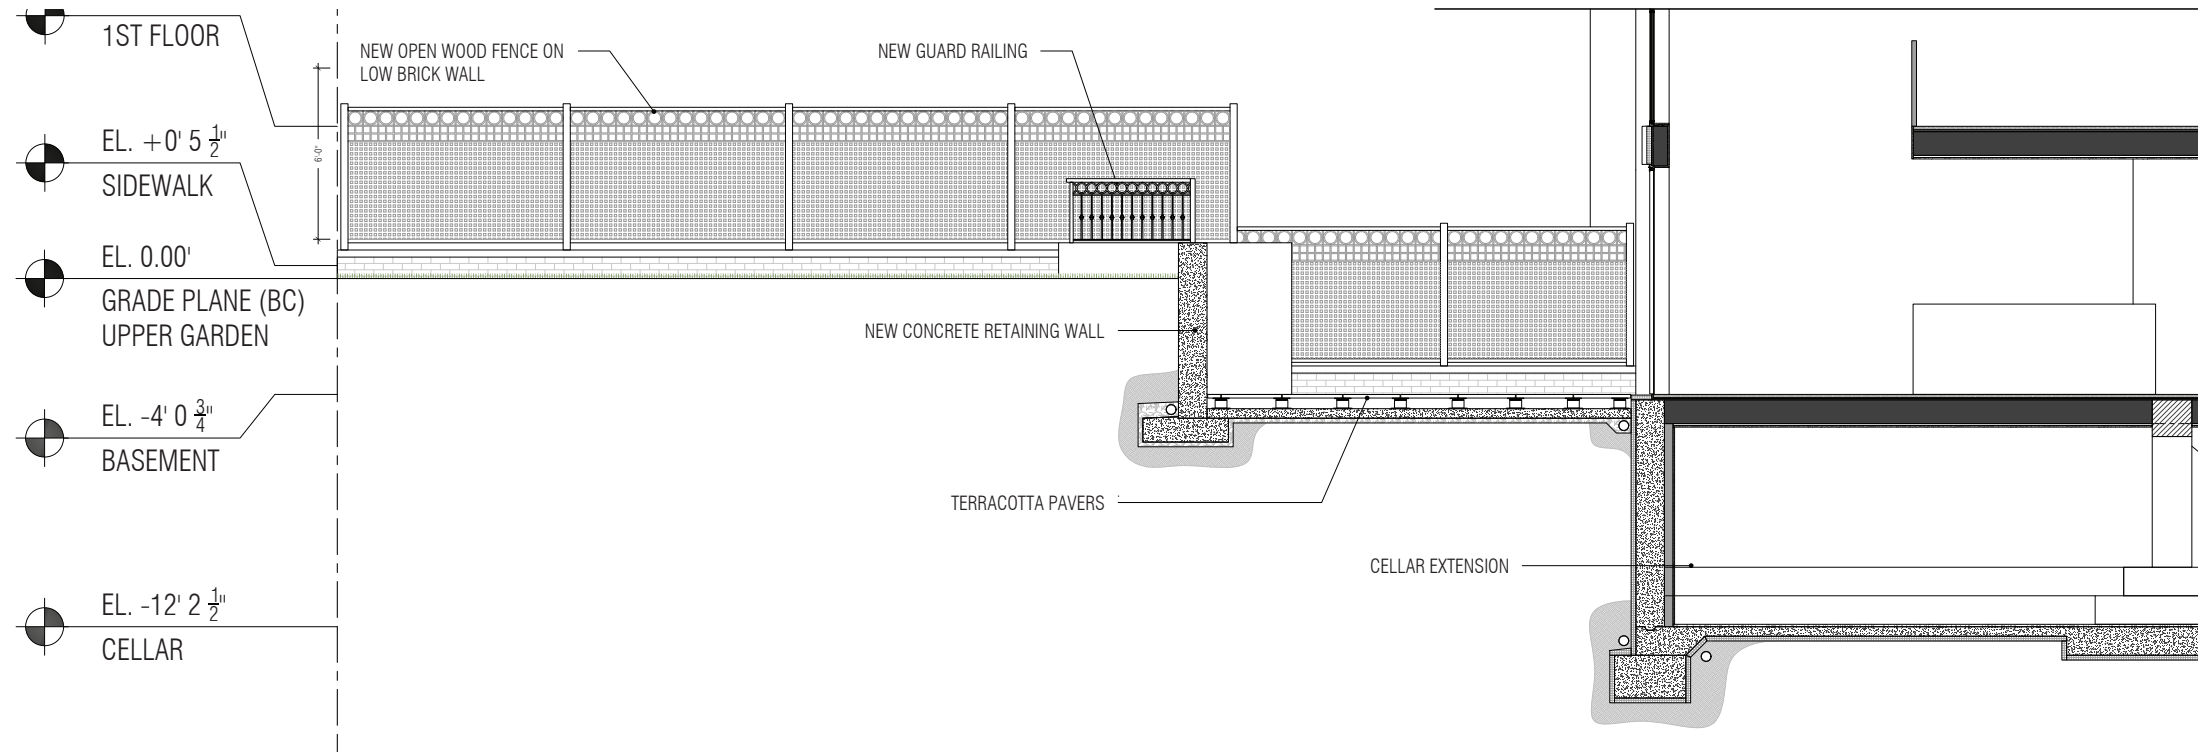 1ST FLOOR
EL. +0' 5 1/2"
SIDEWALK
EL. 0.00'
GRADE PLANE (BC)
UPPER GARDEN
EL. -4' 0 3/4"
BASEMENT
EL. -12' 2 1/2"
CELLAR
6'-0"
NEW OPEN WOOD FENCE ON
LOW BRICK WALL
NEW GUARD RAILING
NEW CONCRETE RETAINING WALL
TERRACOTTA PAVERS
CELLAR EXTENSION